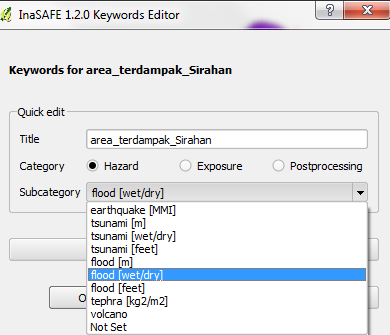 InaSAFE 1.2.0 Keywords Editor
Keywords for area_terdampak_Sirahan
Quick edit
Title area_terdampak_Sirahan
Category Hazard Exposure Postprocessing
Subcategory flood [wet/dry]
earthquake [MMI]
tsunami [m]
tsunami [wet/dry]
tsunami [feet]
flood [m]
flood [wet/dry]
flood [feet]
tephra [kg2/m2]
volcano
Not Set